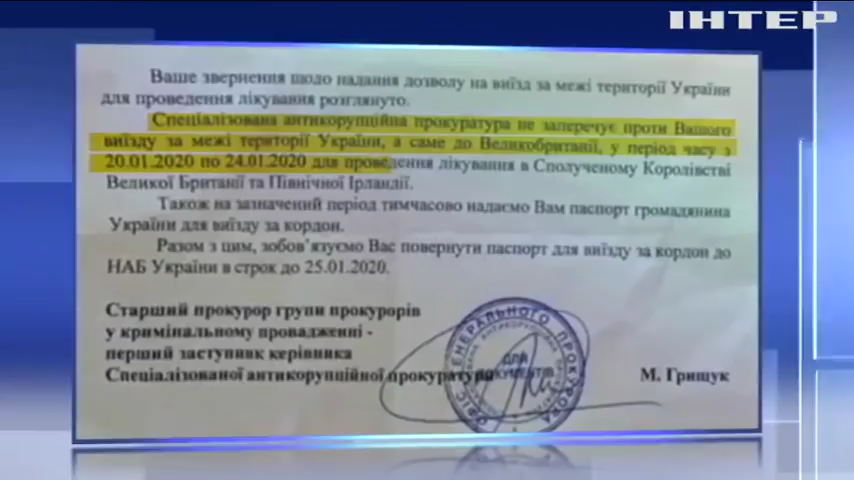 ІНТЕР
Ваше звернення щодо надання дозволу на виїзд за межі території України
для проведення лікування розглянуто.
Спеціалізована антикорупційна прокуратура не заперечує проти Вашого
виїзду за межі території України, а саме до Великобританії, у період часу з
20.01.2020 по 24.01.2020 для проведення лікування в Сполученому Королівстві
Великої Британії та Північної Ірландії.
Також на зазначений період тимчасово надаємо Вам паспорт громадянина
України для виїзду за кордон.
Разом з цим, зобов’язуємо Вас повернути паспорт для виїзду за кордон до
НАБ України в строк до 25.01.2020.
Старший прокурор групи прокурорів
у кримінальному провадженні -
перший заступник керівника
Спеціалізованої антикорупційної прокуратури
М. Грищук
ОФІС ГЕНЕРАЛЬНОГО ПРОКУРОРА
ДЛЯ
ДОКУМЕНТІВ